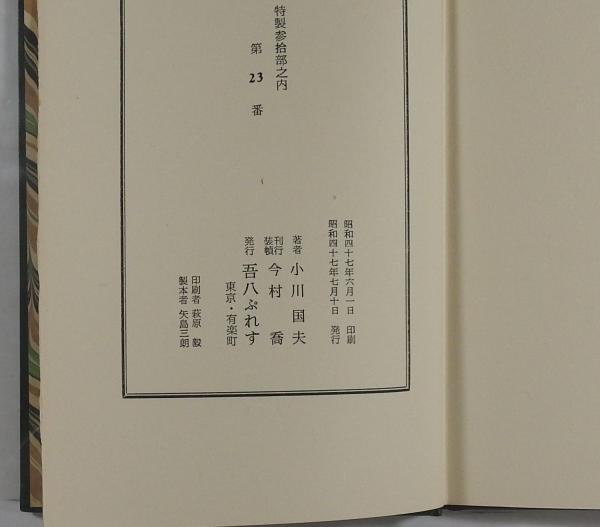 特製参拾部之内
第 23 番
昭和四十七年六月一日 印刷
昭和四十七年七月十日 発行
著者 小川国夫
刊行
装幀 今村喬
発行 吾八ぷれす
東京・有楽町
印刷者 萩原毅
製本者 矢島三朗